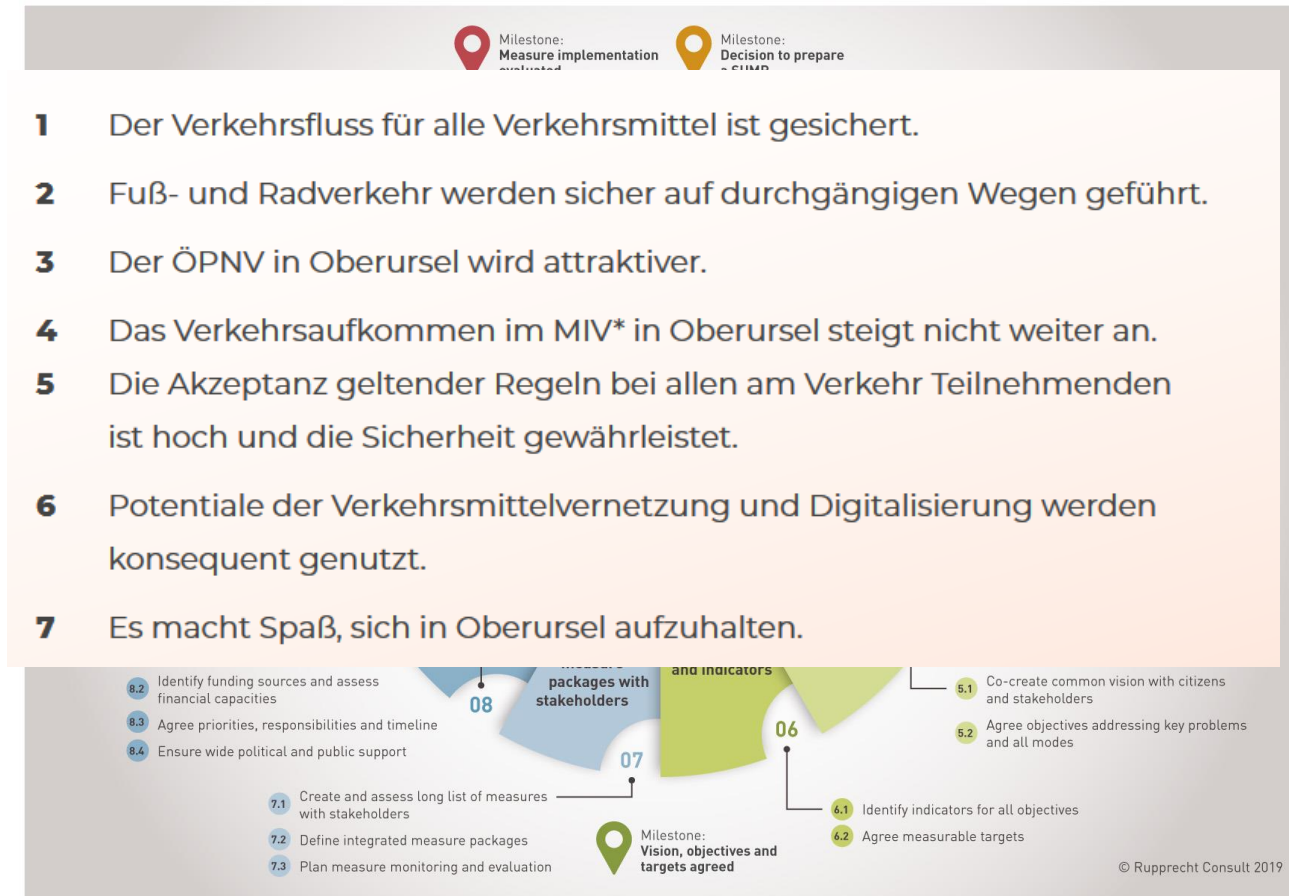 Milestone:
Measure implementation
evaluated
Milestone:
Decision to prepare
a SUMP
1 Der Verkehrsfluss für alle Verkehrsmittel ist gesichert.
2 Fuß- und Radverkehr werden sicher auf durchgängigen Wegen geführt.
3 Der ÖPNV in Oberursel wird attraktiver.
4 Das Verkehrsaufkommen im MIV* in Oberursel steigt nicht weiter an.
5 Die Akzeptanz geltender Regeln bei allen am Verkehr Teilnehmenden
ist hoch und die Sicherheit gewährleistet.
6 Potentiale der Verkehrsmittelvernetzung und Digitalisierung werden
konsequent genutzt.
7 Es macht Spaß, sich in Oberursel aufzuhalten.
8.2 Identify funding sources and assess
financial capacities
8.3 Agree priorities, responsibilities and timeline
8.4 Ensure wide political and public support
08
measure
packages with
stakeholders
07
and indicators
06
5.1 Co-create common vision with citizens
and stakeholders
5.2 Agree objectives addressing key problems
and all modes
7.1 Create and assess long list of measures
with stakeholders
7.2 Define integrated measure packages
7.3 Plan measure monitoring and evaluation
Milestone:
Vision, objectives and
targets agreed
6.1 Identify indicators for all objectives
6.2 Agree measurable targets
© Rupprecht Consult 2019